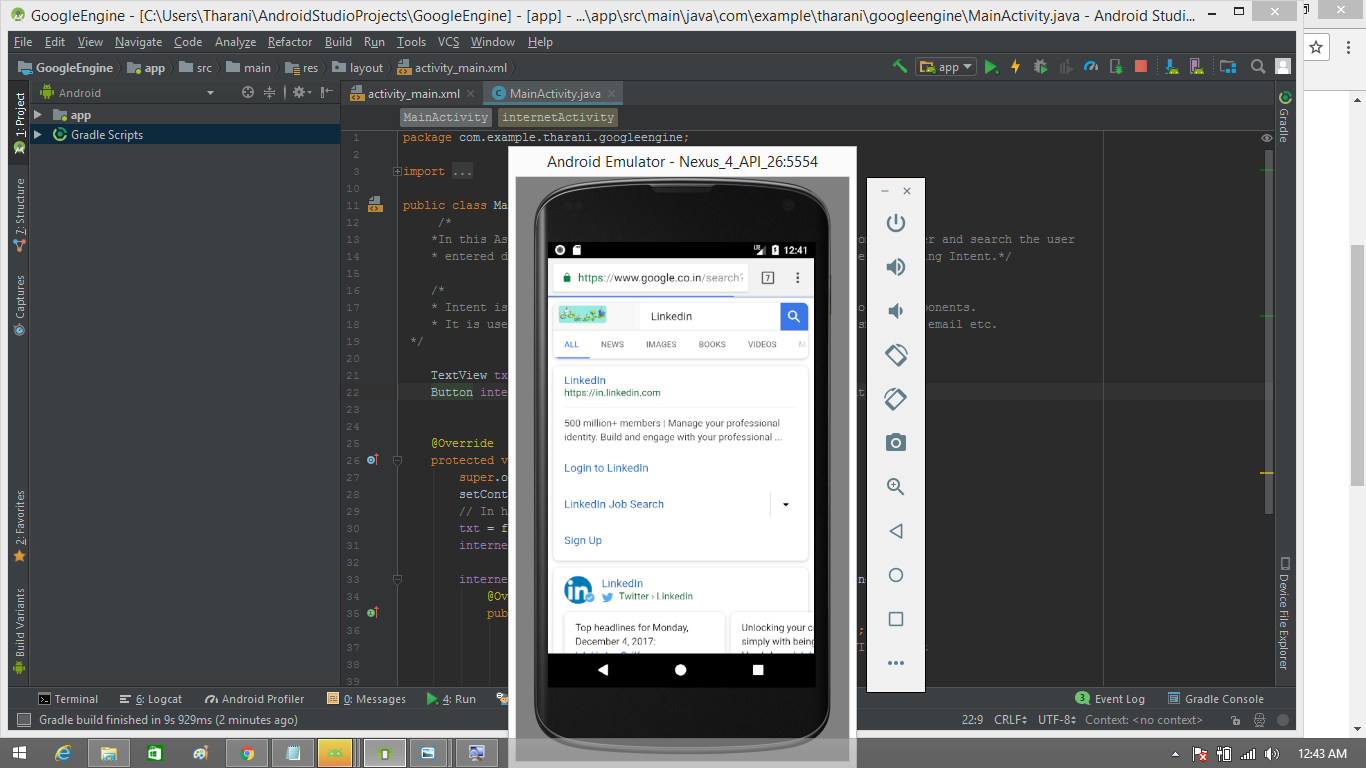 GoogleEngine - [C:\Users\Tharani\AndroidStudioProjects\GoogleEngine] - [app] - ...\app\src\main\java\com\example\tharani\googleengine\MainActivity.java - Android Studi...
File Edit View Navigate Code Analyze Refactor Build Run Tools VCS Window Help
GoogleEngine app src main res layout activity_main.xml app
1: Project
7: Structure
Captures
2: Favorites
Build Variants
Android
app
Gradle Scripts
activity_main.xml MainActivity.java
MainActivity internetActivity
1 package com.example.tharani.googleengine;
2
3 import ...
10
11 public class Ma
12 /*
13 *In this As er and search the user
14 * entered d ng Intent.*/
15
16 /*
17 * Intent is ponents.
18 * It is use email etc.
19 */
20
21 TextView tx
22 Button inte
23
24
25 @Override
26 protected v
27 super.o
28 setCont
29 // In h
30 txt = f
31 interne
32
33 interne
34 @Ov
35 pub
36 ;
37
38
39
Android Emulator - Nexus_4_API_26:5554
LTE 12:41
https://www.google.co.in/search? 7
Linkedin
ALL NEWS IMAGES BOOKS VIDEOS M
LinkedIn
https://in.linkedin.com
500 million+ members | Manage your professional
identity. Build and engage with your professional ...
Login to LinkedIn
LinkedIn Job Search
Sign Up
in LinkedIn
Twitter › LinkedIn
Top headlines for Monday,
December 4, 2017:
Unlocking your c
simply with being
Gradle
Device File Explorer
Terminal 6: Logcat Android Profiler 0: Messages 4: Run 3 Event Log Gradle Console
Gradle build finished in 9s 929ms (2 minutes ago) 22:9 CRLF UTF-8 Context: <no context>
12:43 AM